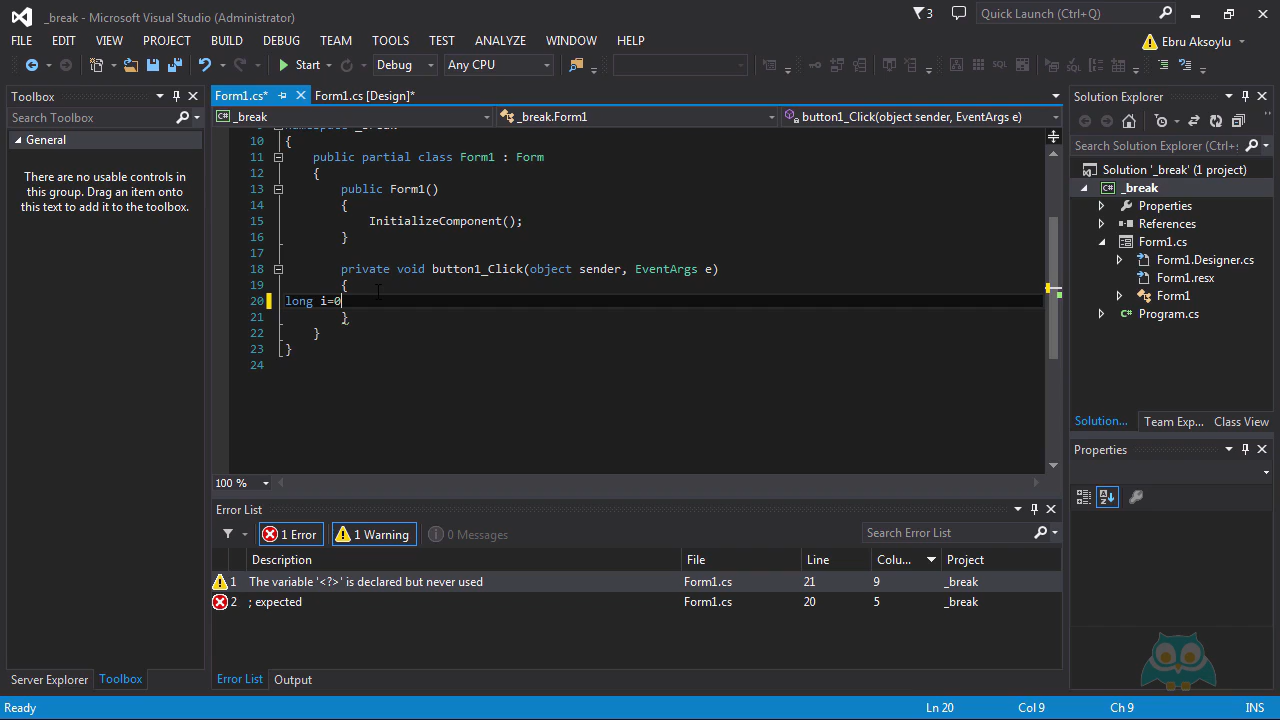 _break - Microsoft Visual Studio (Administrator)
3
Quick Launch (Ctrl+Q)
FILE EDIT VIEW PROJECT BUILD DEBUG TEAM TOOLS TEST ANALYZE WINDOW HELP
Ebru Aksoylu
Start
Debug
Any CPU
Toolbox
Search Toolbox
General
There are no usable controls in
this group. Drag an item onto
this text to add it to the toolbox.
Server Explorer Toolbox
Form1.cs* Form1.cs [Design]*
_break _break.Form1 button1_Click(object sender, EventArgs e)
10 {
11 public partial class Form1 : Form
12 {
13 public Form1()
14 {
15 InitializeComponent();
16 }
17
18 private void button1_Click(object sender, EventArgs e)
19 {
20 long i=0
21 }
22 }
23 }
24
100 %
Error List
1 Error 1 Warning 0 Messages
Search Error List
Description File Line Colu... Project
1 The variable '<?>' is declared but never used Form1.cs 21 9 _break
2 ; expected Form1.cs 20 5 _break
Error List Output
Solution Explorer
Search Solution Explorer (Ctrl+;
Solution '_break' (1 project)
_break
Properties
References
Form1.cs
Form1.Designer.cs
Form1.resx
Form1
Program.cs
Solution... Team Exp... Class View
Properties
Ready Ln 20 Col 9 Ch 9 INS